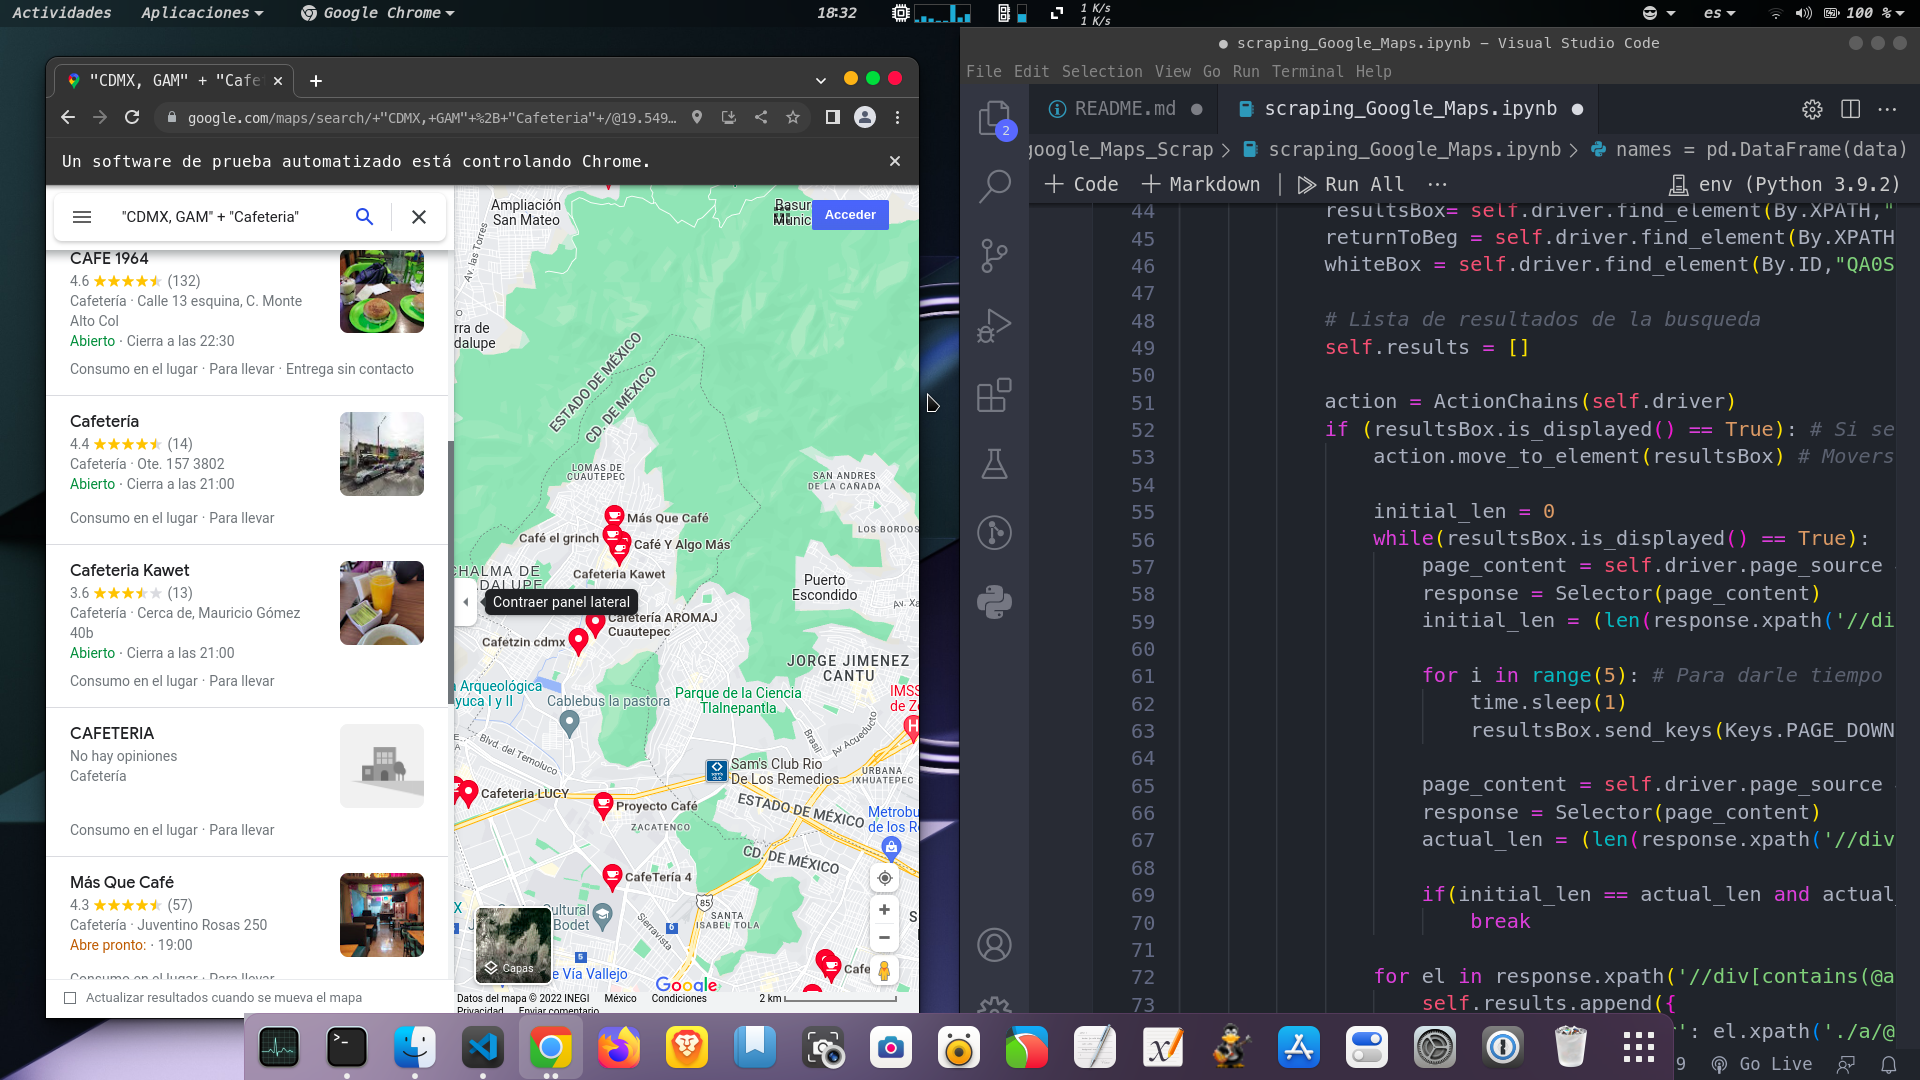 Actividades
Aplicaciones
Google Chrome
18:32
1 K/s
1 K/s
es
100 %
"CDMX, GAM" + "Cafe
google.com/maps/search/+"CDMX,+GAM"+%2B+"Cafeteria"+/@19.549...
Un software de prueba automatizado está controlando Chrome.
"CDMX, GAM" + "Cafeteria"
CAFE 1964
4.6 (132)
Cafetería · Calle 13 esquina, C. Monte
Alto Col
Abierto · Cierra a las 22:30
Consumo en el lugar · Para llevar · Entrega sin contacto
Cafetería
4.4 (14)
Cafetería · Ote. 157 3802
Abierto · Cierra a las 21:00
Consumo en el lugar · Para llevar
Cafeteria Kawet
3.6 (13)
Cafetería · Cerca de, Mauricio Gómez
40b
Abierto · Cierra a las 21:00
Consumo en el lugar · Para llevar
CAFETERIA
No hay opiniones
Cafetería
Consumo en el lugar · Para llevar
Más Que Café
4.3 (57)
Cafetería · Juventino Rosas 250
Abre pronto: · 19:00
Consumo en el lugar · Para llevar
Actualizar resultados cuando se mueva el mapa
Ampliación
San Mateo
Acceder
Av. las Torres
rra de
dalupe
ESTADO DE MÉXICO
CD. DE MÉXICO
LOMAS DE
CUAUTEPEC
SAN ANDRES
DE LA CAÑADA
LOS BORDOS
Más Que Café
Café el grinch
Café Y Algo Más
Cafeteria Kawet
CHALMA DE
DALUPE
Puerto
Escondido
Contraer panel lateral
Cafetería AROMAJ
Cuautepec
Cafetzin cdmx
JORGE JIMENEZ
CANTU
a Arqueológica
yuca I y II
Cablebus la pastora
Parque de la Ciencia
Tlalnepantla
IMSS
de Zo
Blvd. del Temoluco
Brasil
Av Acueducto
Sam's Club Rio
De Los Remedios
URBANA
IXHUATEPEC
Cafeteria LUCY
Proyecto Café
ZACATENCO
ESTADO DE MÉXICO
Metrobu
de los R
CD. DE MÉXICO
CafeTería 4
85
SANTA
ISABEL TOLA
Cultural
Bodet
Sierravista
6
5
e Vía Vallejo
Capas
Google
Cafe
Datos del mapa © 2022 INEGI
México
Condiciones
2 km
Privacidad
Enviar comentario
scraping_Google_Maps.ipynb – Visual Studio Code
File Edit Selection View Go Run Terminal Help
README.md
scraping_Google_Maps.ipynb
2
google_Maps_Scrap > scraping_Google_Maps.ipynb > names = pd.DataFrame(data)
Code
Markdown
Run All
env (Python 3.9.2)
44 resultsBox= self.driver.find_element(By.XPATH,"
45 returnToBeg = self.driver.find_element(By.XPATH
46 whiteBox = self.driver.find_element(By.ID,"QA0S
47
48 # Lista de resultados de la busqueda
49 self.results = []
50
51 action = ActionChains(self.driver)
52 if (resultsBox.is_displayed() == True): # Si se
53 action.move_to_element(resultsBox) # Movers
54
55 initial_len = 0
56 while(resultsBox.is_displayed() == True):
57 page_content = self.driver.page_source
58 response = Selector(page_content)
59 initial_len = (len(response.xpath('//di
60
61 for i in range(5): # Para darle tiempo
62 time.sleep(1)
63 resultsBox.send_keys(Keys.PAGE_DOWN
64
65 page_content = self.driver.page_source
66 response = Selector(page_content)
67 actual_len = (len(response.xpath('//div
68
69 if(initial_len == actual_len and actual_
70 break
71
72 for el in response.xpath('//div[contains(@a
73 self.results.append({
': el.xpath('./a/@
9
Go Live